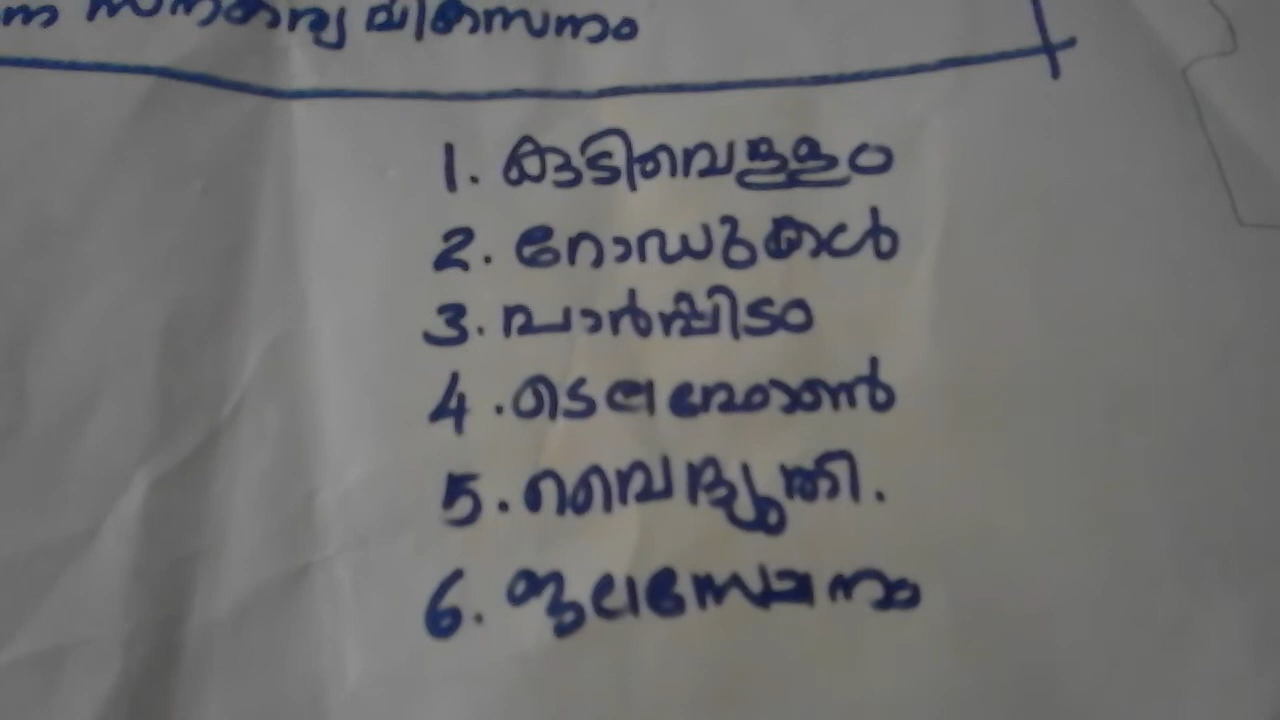 സൗകര്യ വികസനം
1. കുടിവെള്ളം
2. റോഡുകൾ
3. പാർപ്പിടം
4. ടെലഫോൺ
5. വൈദ്യുതി.
6. ജലസേചനം